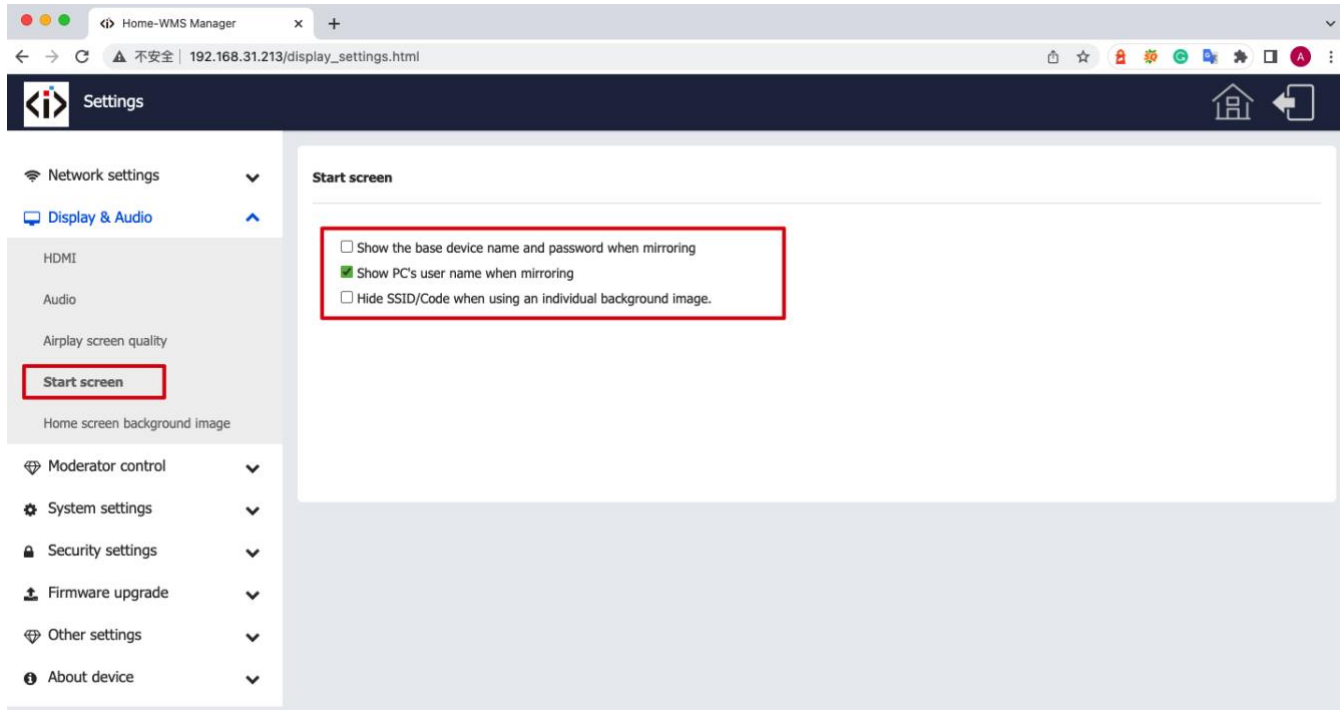 Home-WMS Manager
不安全 192.168.31.213/display_settings.html
A
<i> Settings
Network settings
Display & Audio
HDMI
Audio
Airplay screen quality
Start screen
Home screen background image
Moderator control
System settings
Security settings
Firmware upgrade
Other settings
About device
Start screen
Show the base device name and password when mirroring
Show PC's user name when mirroring
Hide SSID/Code when using an individual background image.